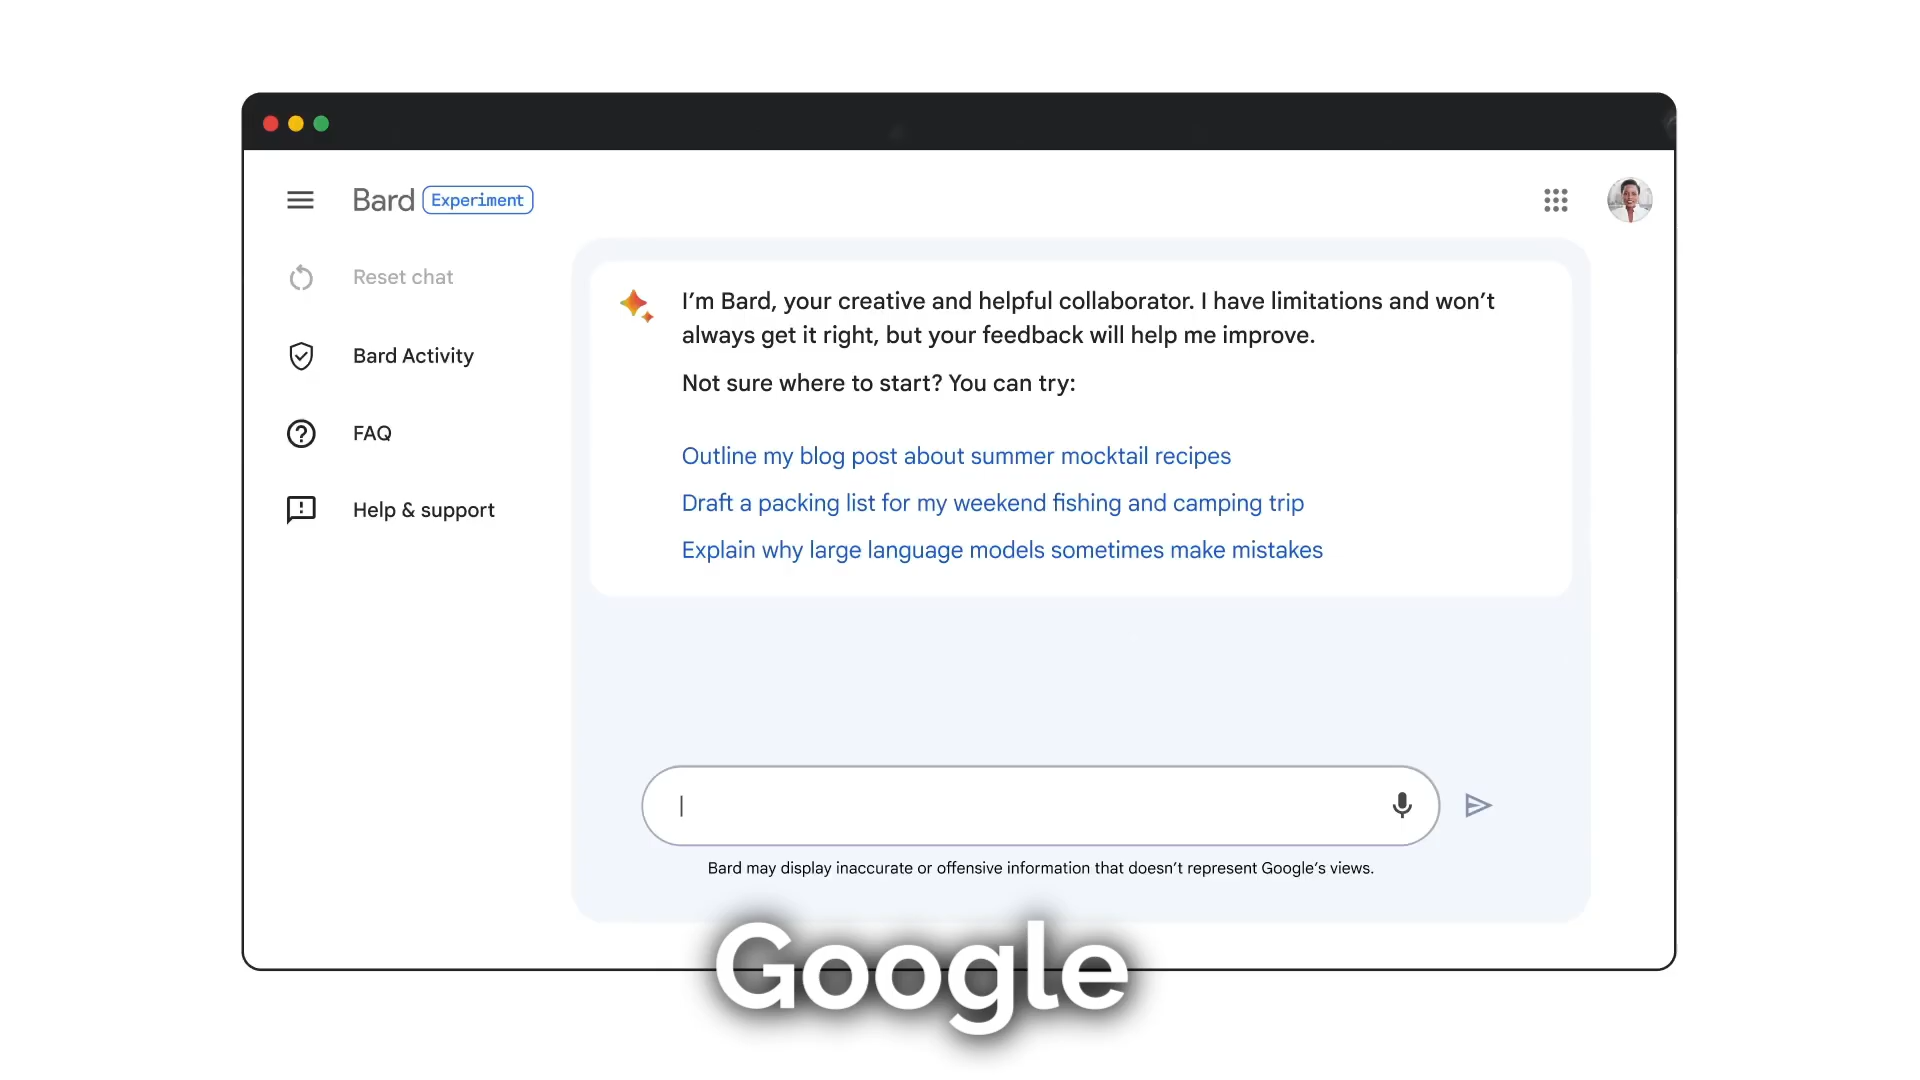 Bard Experiment
Reset chat
Bard Activity
FAQ
Help & support
I’m Bard, your creative and helpful collaborator. I have limitations and won’t
always get it right, but your feedback will help me improve.
Not sure where to start? You can try:
Outline my blog post about summer mocktail recipes
Draft a packing list for my weekend fishing and camping trip
Explain why large language models sometimes make mistakes
Bard may display inaccurate or offensive information that doesn’t represent Google’s views.
Google